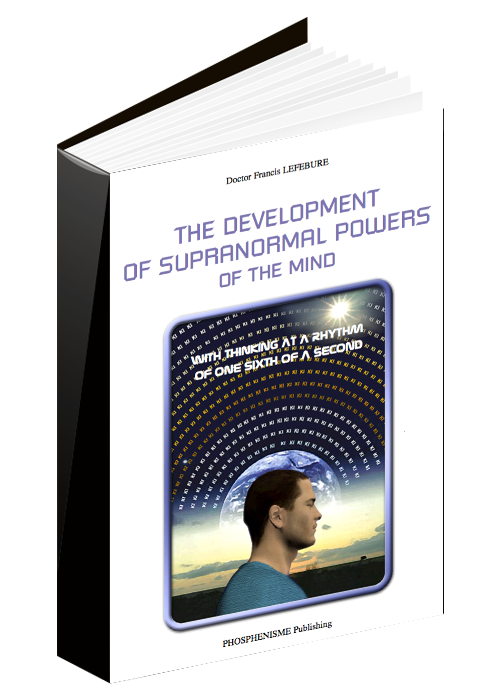 Doctor Francis LEFEBURE
THE DEVELOPMENT
OF SUPRANORMAL POWERS
OF THE MIND
WITH THINKING AT A RHYTHM
OF ONE SIXTH OF A SECOND
PHOSPHENISME Publishing